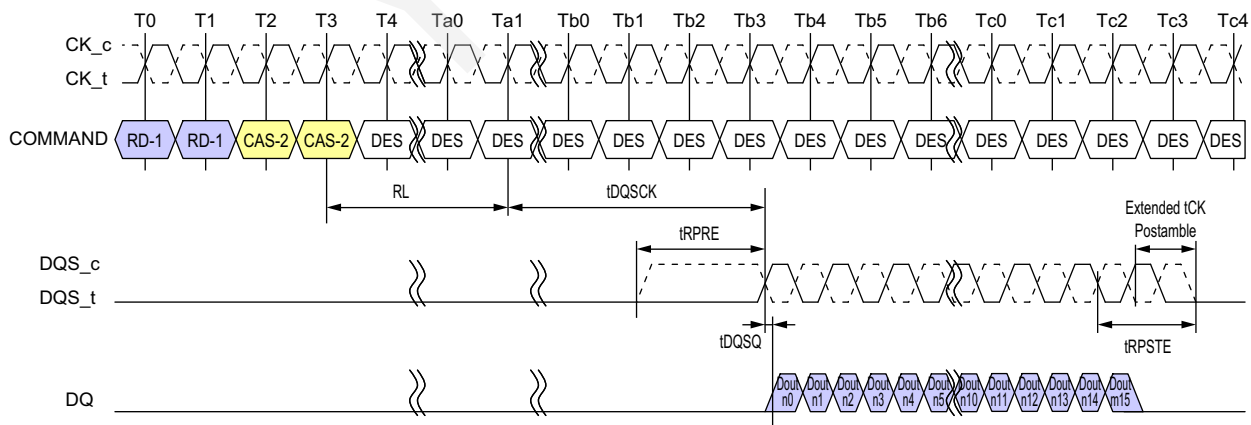 T0 T1 T2 T3 T4 Ta0 Ta1 Tb0 Tb1 Tb2 Tb3 Tb4 Tb5 Tb6 Tc0 Tc1 Tc2 Tc3 Tc4
CK_c
CK_t
COMMAND RD-1 RD-1 CAS-2 CAS-2 DES DES DES DES DES DES DES DES DES DES DES DES DES DES DES
RL tDQSCK
Extended tCK
Postamble
tRPRE
DQS_c
DQS_t
tDQSQ tRPSTE
DQ
Dout Dout Dout Dout Dout Dout Dout Dout Dout Dout Dout Dout
n0 n1 n2 n3 n4 n5 n10 n11 n12 n13 n14 m15